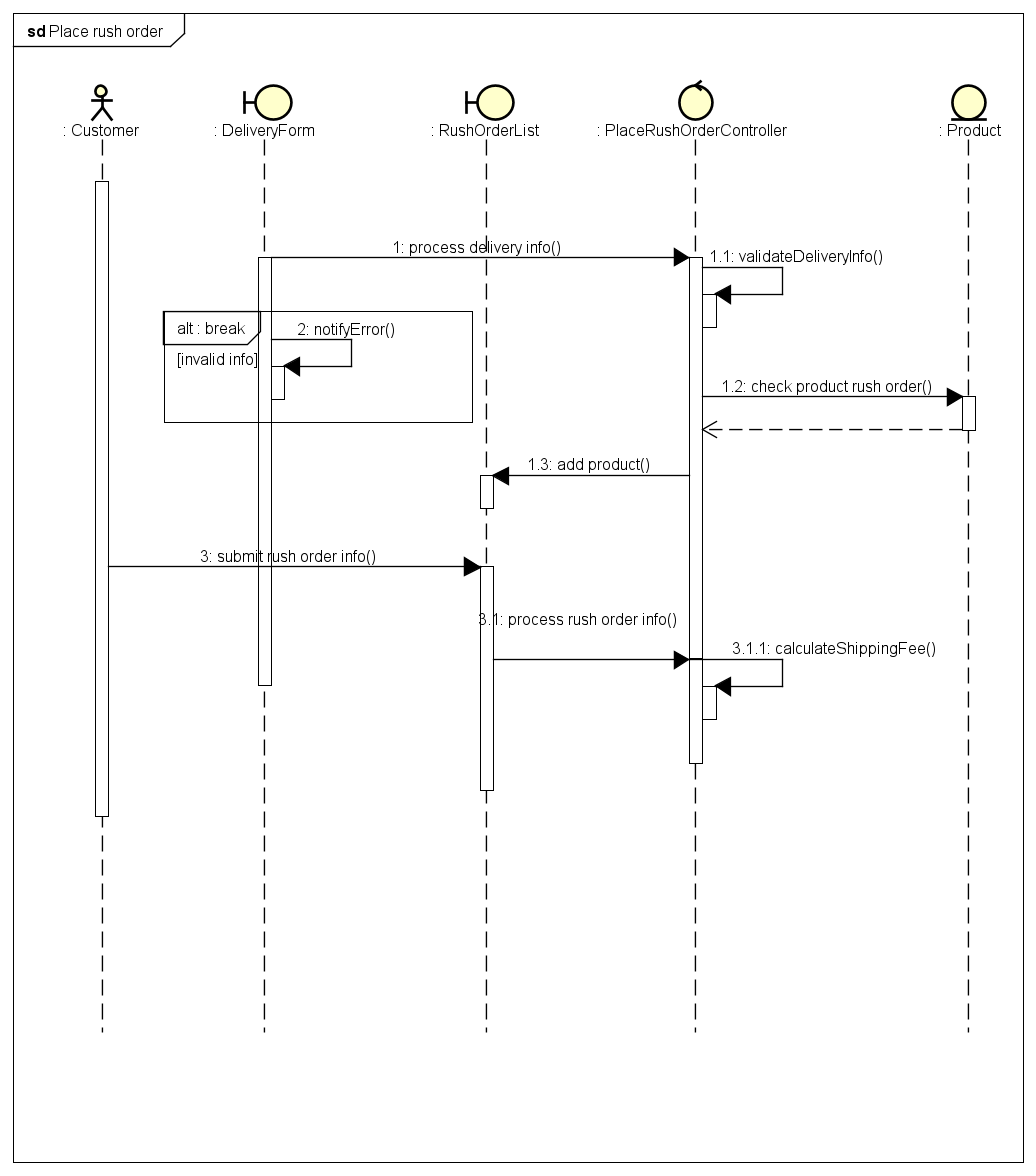 sd Place rush order
: Customer
: DeliveryForm
: RushOrderList
: PlaceRushOrderController
: Product
1: process delivery info()
1.1: validateDeliveryInfo()
alt : break
2: notifyError()
[invalid info]
1.2: check product rush order()
1.3: add product()
3: submit rush order info()
3.1: process rush order info()
3.1.1: calculateShippingFee()